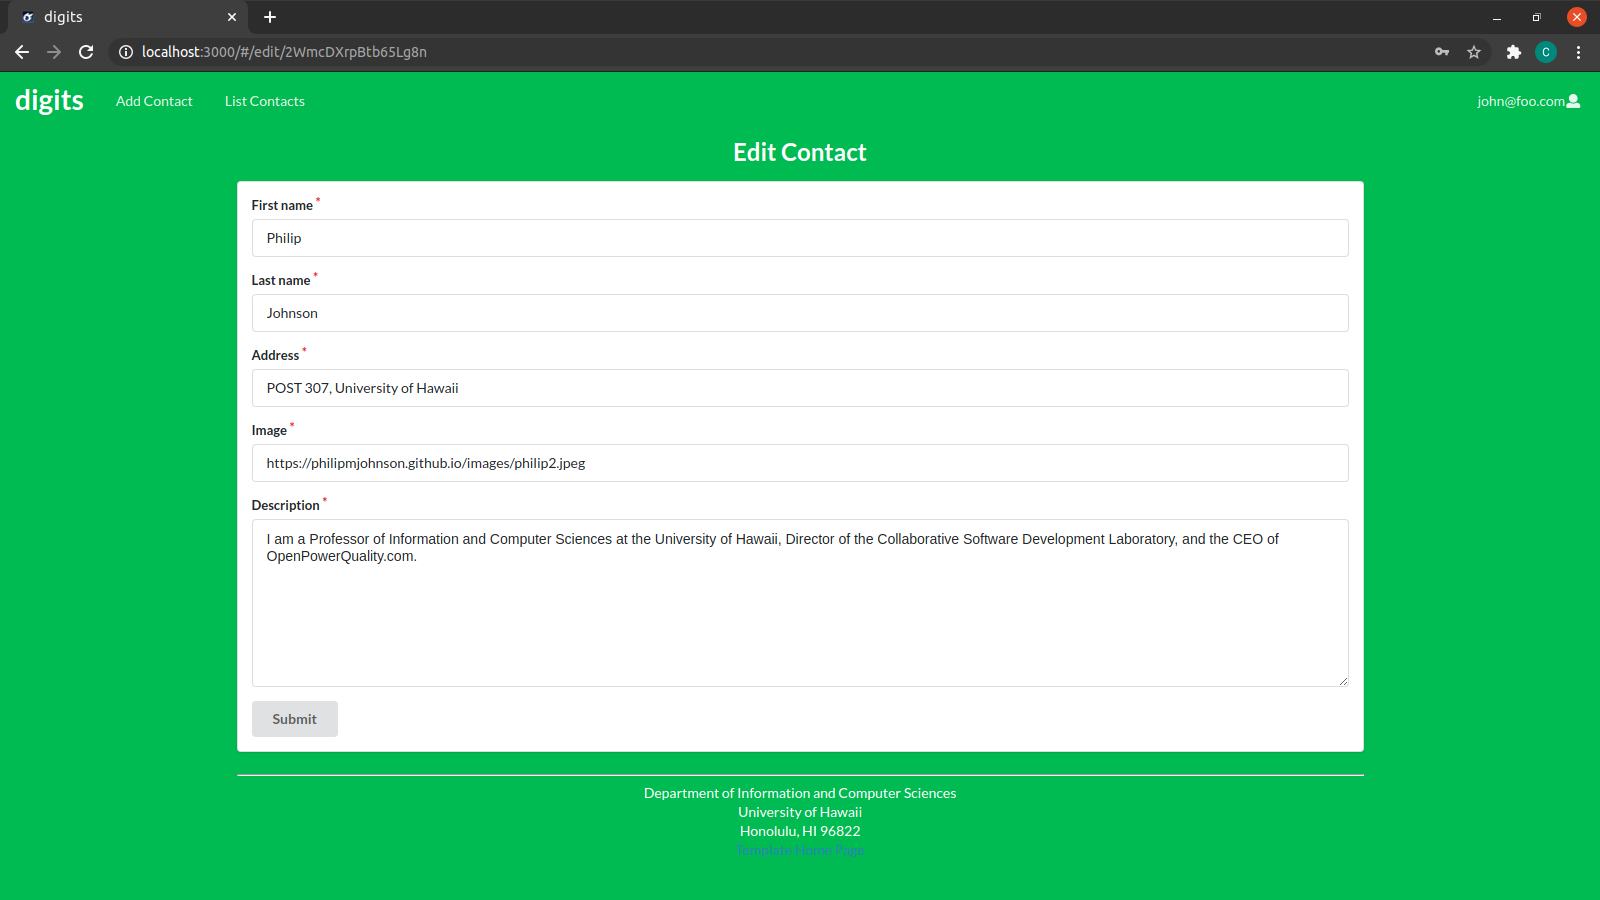 digits
localhost:3000/#/edit/2WmcDXrpBtb65Lg8n
C
digits
Add Contact
List Contacts
john@foo.com
Edit Contact
First name *
Philip
Last name *
Johnson
Address *
POST 307, University of Hawaii
Image *
https://philipmjohnson.github.io/images/philip2.jpeg
Description *
I am a Professor of Information and Computer Sciences at the University of Hawaii, Director of the Collaborative Software Development Laboratory, and the CEO of
OpenPowerQuality.com.
Submit
Department of Information and Computer Sciences
University of Hawaii
Honolulu, HI 96822
Template Home Page